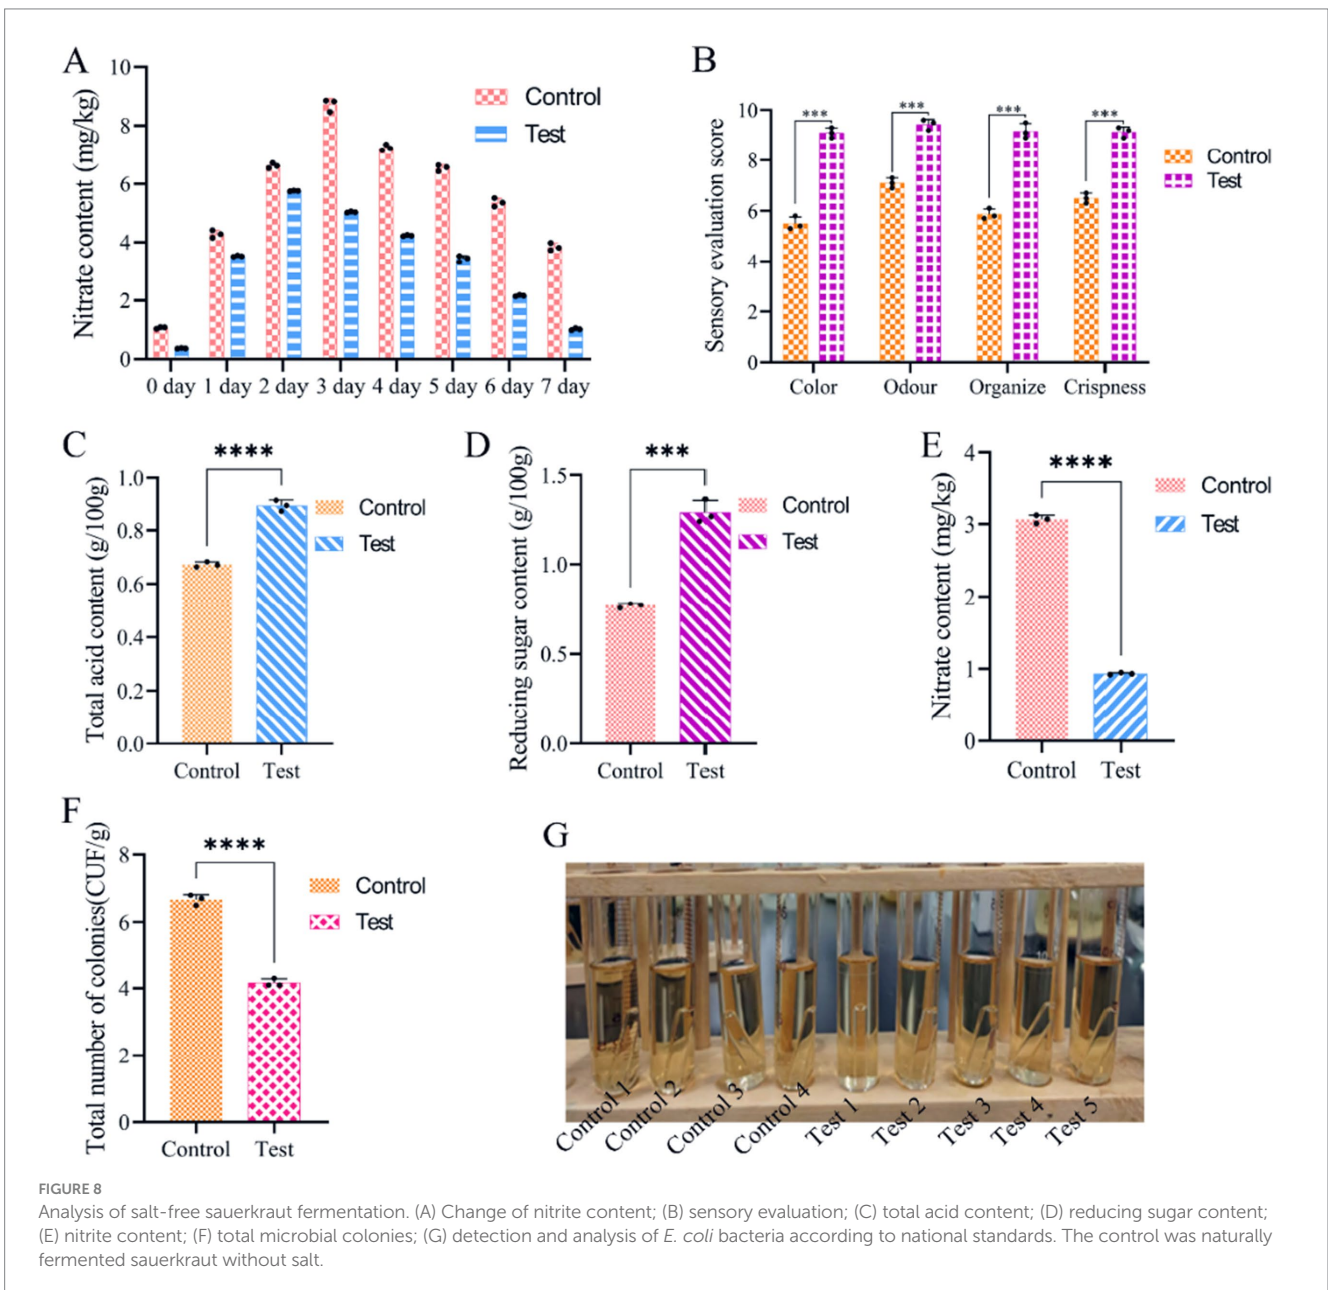 A
Nitrate content (mg/kg)
10
8
6
4
2
0
0 day 1 day 2 day 3 day 4 day 5 day 6 day 7 day
Control
Test
B
Sensory evaluation score
10
8
6
4
2
0
***
***
***
***
Color Odour Organize Crispness
Control
Test
C
Total acid content (g/100g)
1.0
0.8
0.6
0.4
0.2
0.0
****
Control Test
Control
Test
D
Reducing sugar content (g/100g)
1.5
1.0
0.5
0.0
***
Control Test
Control
Test
E
Nitrate content (mg/kg)
4
3
2
1
0
****
Control Test
Control
Test
F
Total number of colonies(CUF/g)
8
6
4
2
0
****
Control Test
Control
Test
G
Control 1
Control 2
Control 3
Control 4
Test 1
Test 2
Test 3
Test 4
Test 5
FIGURE 8
Analysis of salt-free sauerkraut fermentation. (A) Change of nitrite content; (B) sensory evaluation; (C) total acid content; (D) reducing sugar content;
(E) nitrite content; (F) total microbial colonies; (G) detection and analysis of E. coli bacteria according to national standards. The control was naturally
fermented sauerkraut without salt.